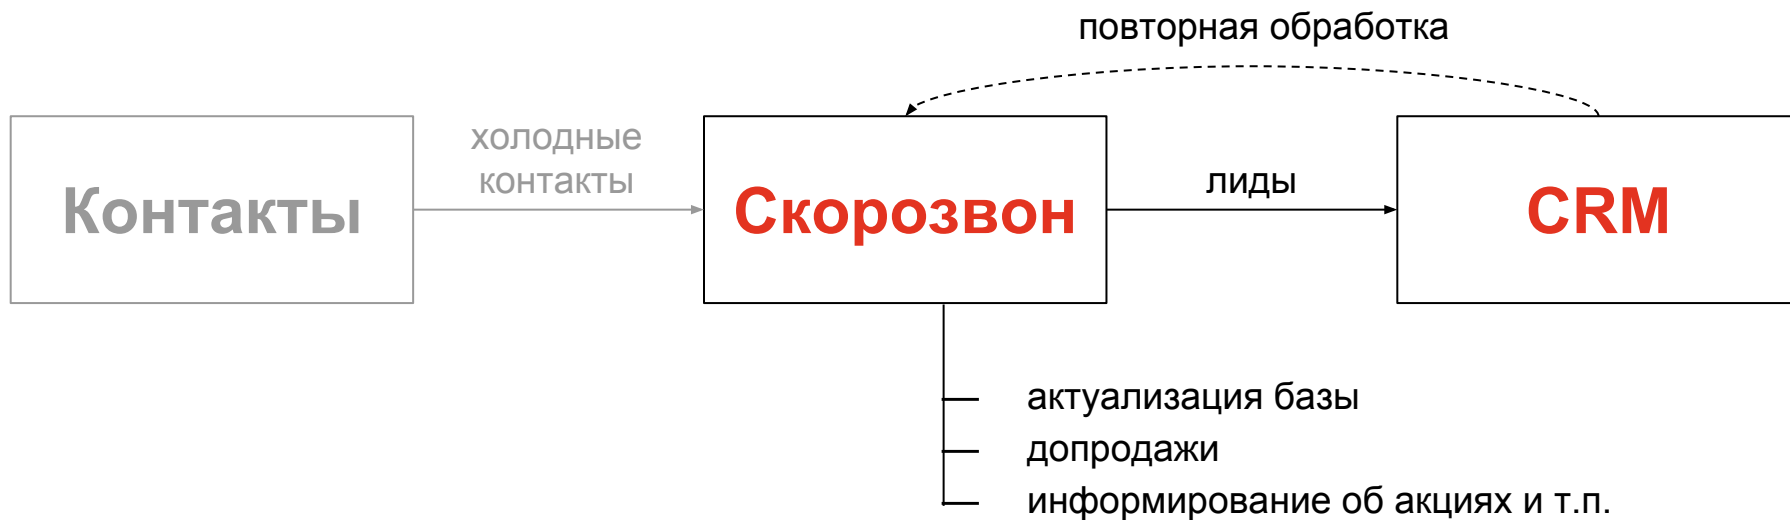 повторная обработка
холодные
контакты
Контакты
Скорозвон
лиды
CRM
актуализация базы
допродажи
информирование об акциях и т.п.